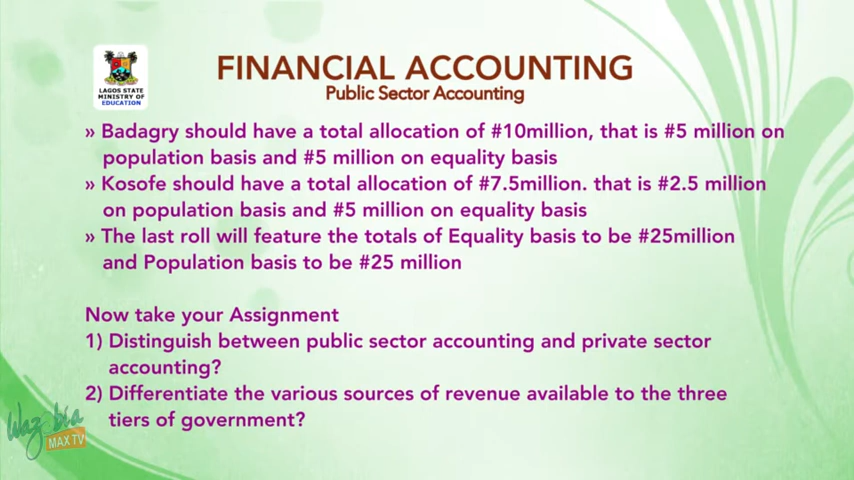 LAGOS STATE
MINISTRY OF
EDUCATION
FINANCIAL ACCOUNTING
Public Sector Accounting
» Badagry should have a total allocation of #10million, that is #5 million on
population basis and #5 million on equality basis
» Kosofe should have a total allocation of #7.5million. that is #2.5 million
on population basis and #5 million on equality basis
» The last roll will feature the totals of Equality basis to be #25million
and Population basis to be #25 million
Now take your Assignment
1) Distinguish between public sector accounting and private sector
accounting?
2) Differentiate the various sources of revenue available to the three
tiers of government?
Wazobia
MAX TV